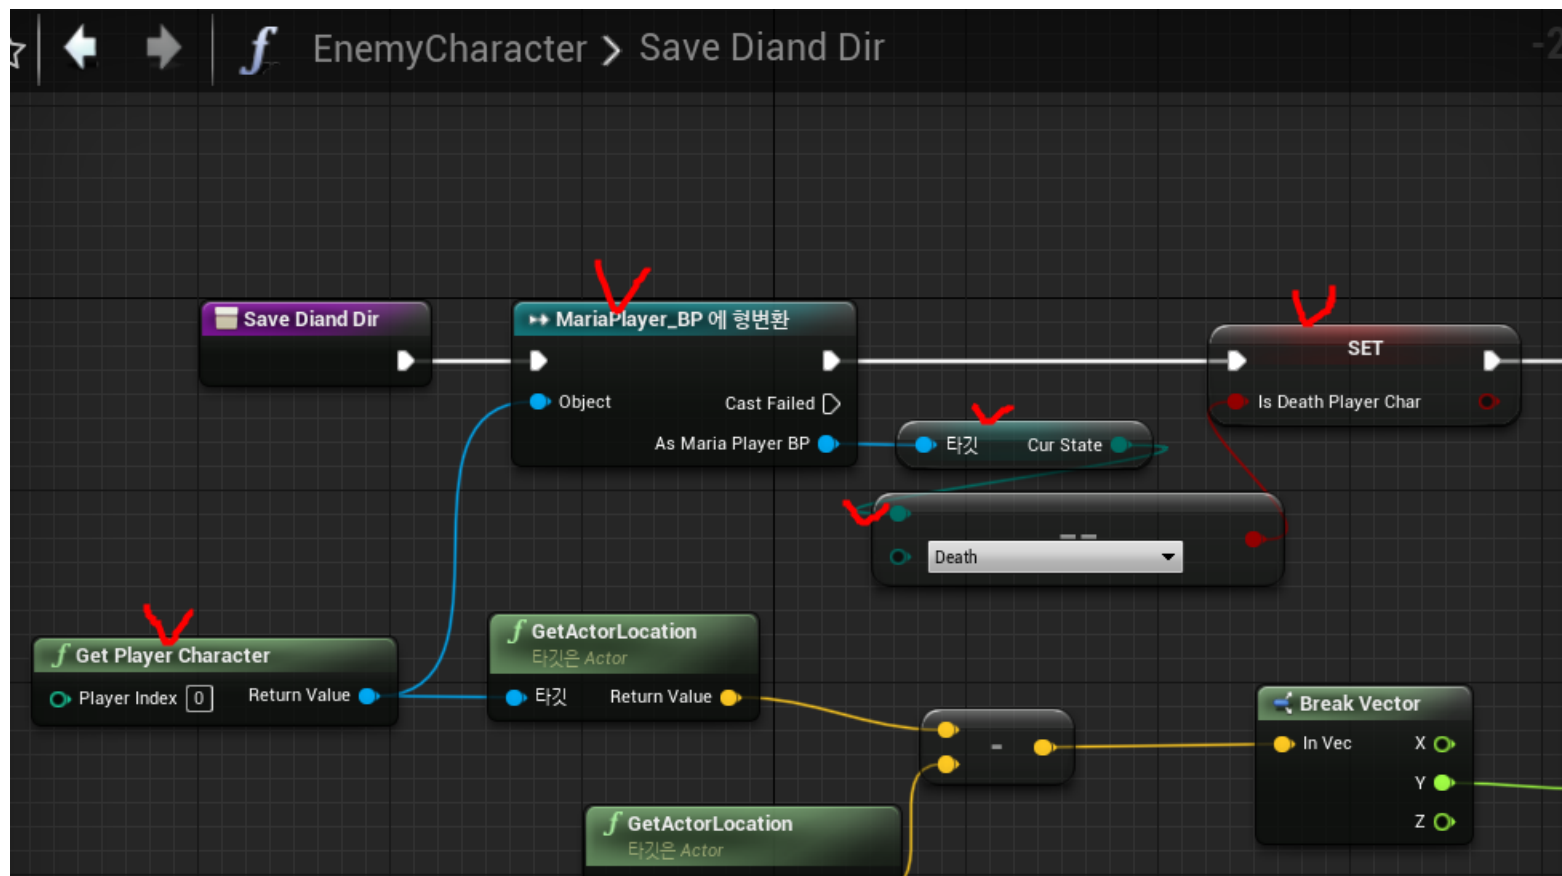 EnemyCharacter > Save Diand Dir
-2
Save Diand Dir
MariaPlayer_BP 에 형변환
Object
Cast Failed
As Maria Player BP
타깃 Cur State
SET
Is Death Player Char
==
Death
f Get Player Character
Player Index 0 Return Value
f GetActorLocation
타깃은 Actor
타깃 Return Value
-
Break Vector
In Vec X
Y
Z
f GetActorLocation
타깃은 Actor